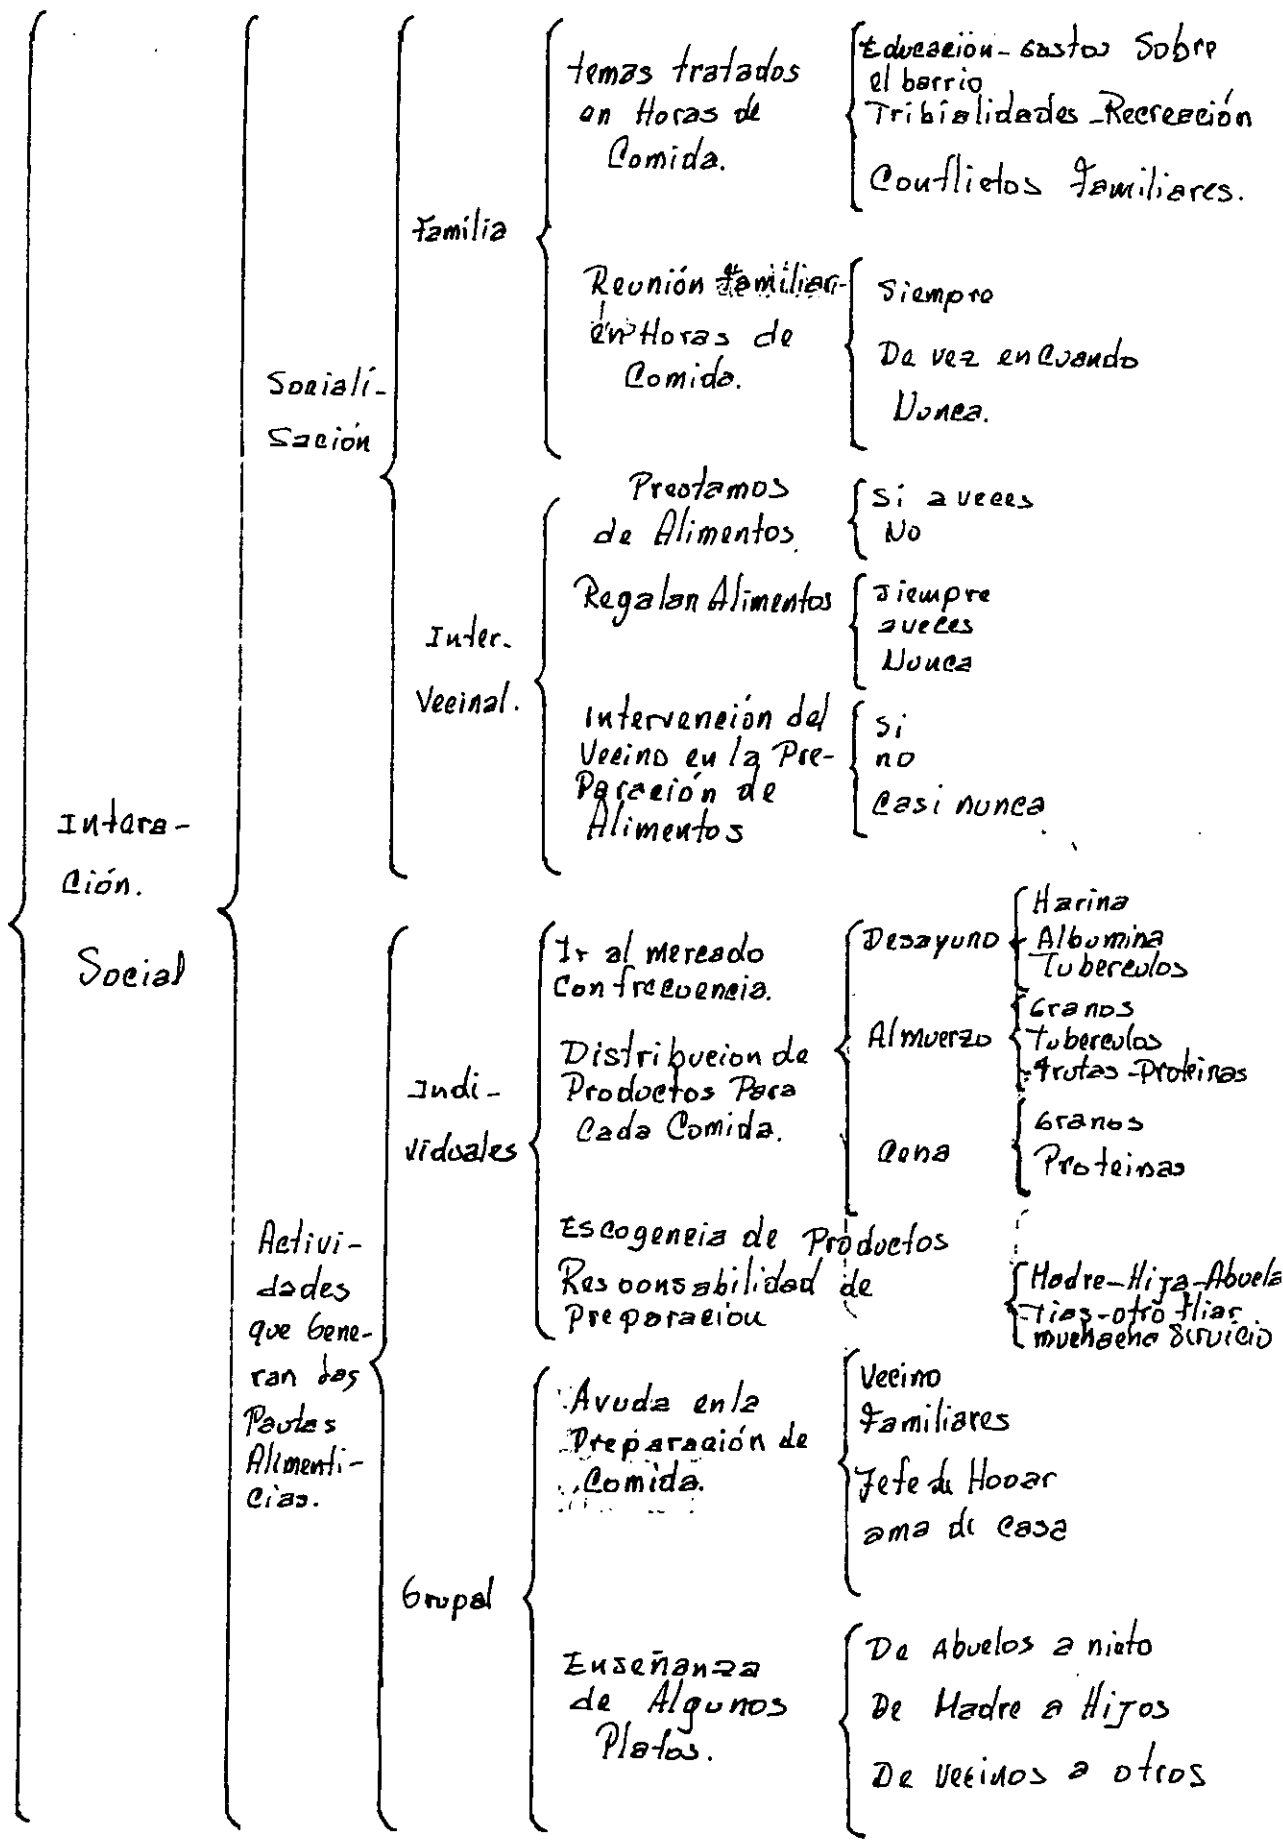 Intera-
ción.
Social
Sociali-
sación
Familia
temas tratados
en Horas de
Comida.
Educación - Gastos Sobre
el barrio
Tribialidades - Recreación
Conflictos Familiares.
Reunión Familiar
en Horas de
Comida.
Siempre
De vez en Cuando
Nunca.
Inter-
Vecinal.
Prestamos
de Alimentos
Si a veces
No
Regalan Alimentos
Siempre
aveces
Nunca
Intervención del
Vecino en la Pre-
Paración de
Alimentos
Si
no
Casi nunca
Activi-
dades
que Gene-
ran las
Pautas
Alimenti-
cias.
Indi-
viduales
Ir al mercado
Con frecuencia.
Distribucion de
Productos Para
Cada Comida.
Desayuno
Harina
Albumina
Tuberculos
Almuerzo
Granos
Tuberculos
Frutas - Proteinas
Cena
Granos
Proteinas
Escogencia de Productos
Responsabilidad de
Preparacion
Madre - Hija - Abuela
Tias - otro fliar
muchacho Servicio
Grupal
Ayuda en la
Preparación de
Comida.
Vecino
Familiares
Jefe de Hogar
ama de casa
Enseñanza
de Algunos
Platos.
De Abuelos a nieto
De Madre a Hijos
De vecinos a otros